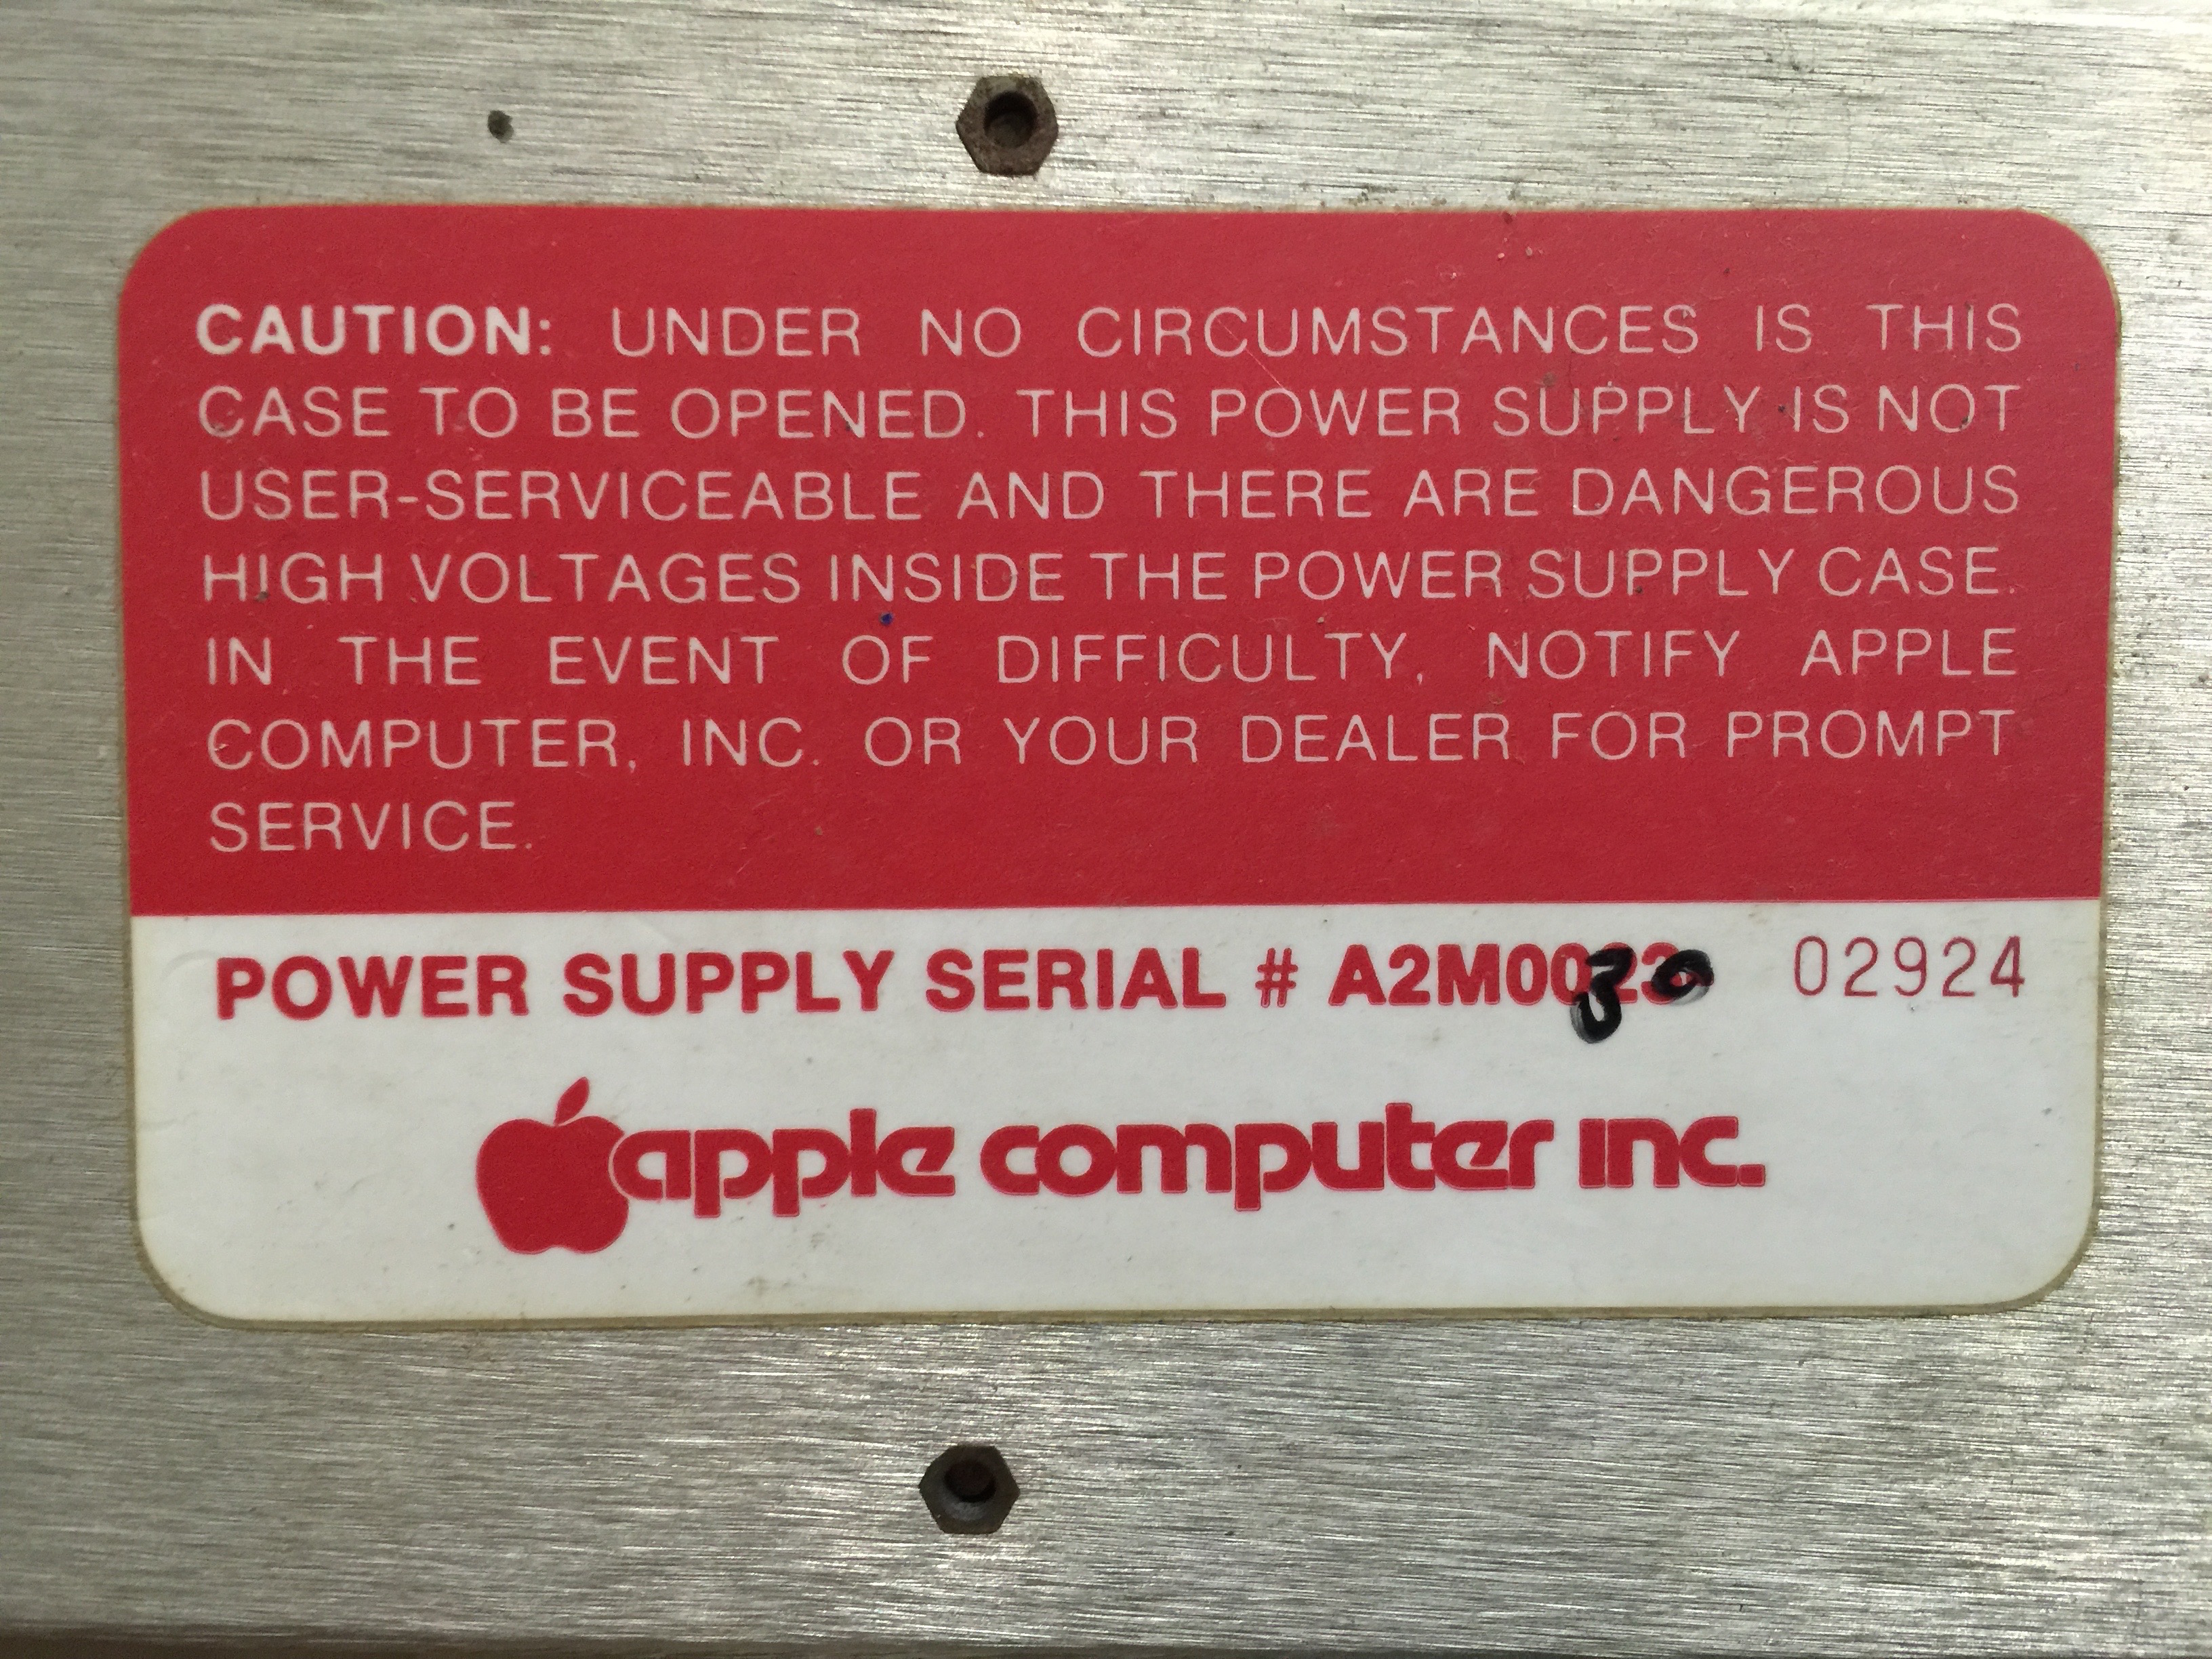 CAUTION: UNDER NO CIRCUMSTANCES IS THIS
CASE TO BE OPENED. THIS POWER SUPPLY IS NOT
USER-SERVICEABLE AND THERE ARE DANGEROUS
HIGH VOLTAGES INSIDE THE POWER SUPPLY CASE.
IN THE EVENT OF DIFFICULTY, NOTIFY APPLE
COMPUTER, INC. OR YOUR DEALER FOR PROMPT
SERVICE.
POWER SUPPLY SERIAL # A2M0023 02924
30
apple computer inc.